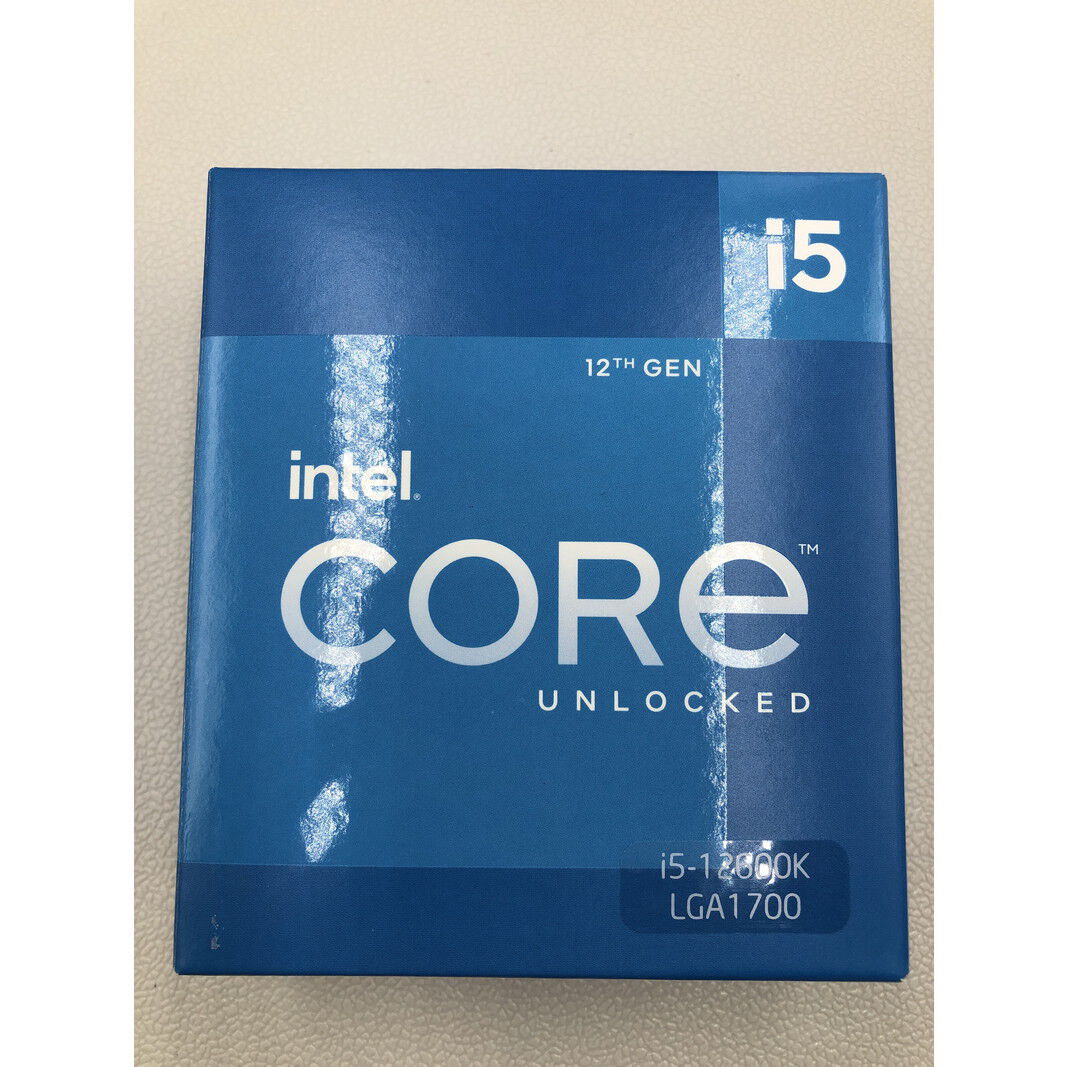 i5
12TH GEN
intel.
CORe™
UNLOCKED
i5-12600K
LGA1700